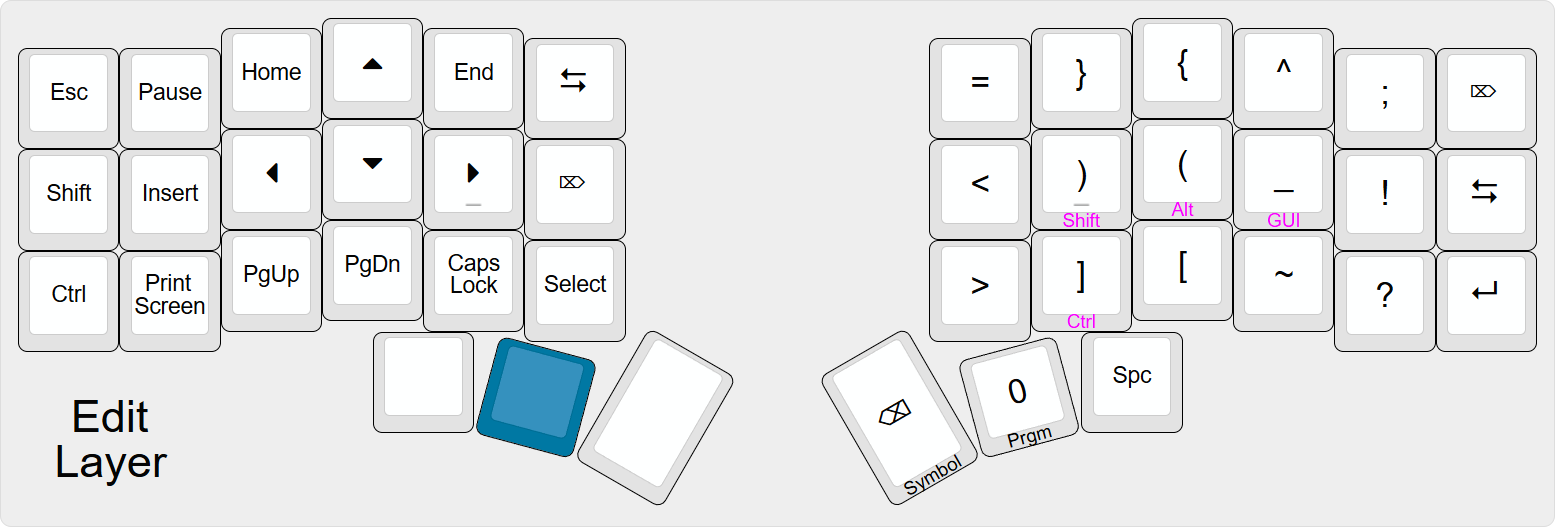 Esc
Pause
Home
▲
End
⇆
=
}
{
^
;
⌦
Shift
Insert
◀
▼
▶
⌦
<
)
Shift
(
Alt
_
GUI
!
⇆
Ctrl
Print
Screen
PgUp
PgDn
Caps
Lock
Select
>
]
Ctrl
[
~
?
↵
⌫
Symbol
0
Prgm
Spc
Edit
Layer